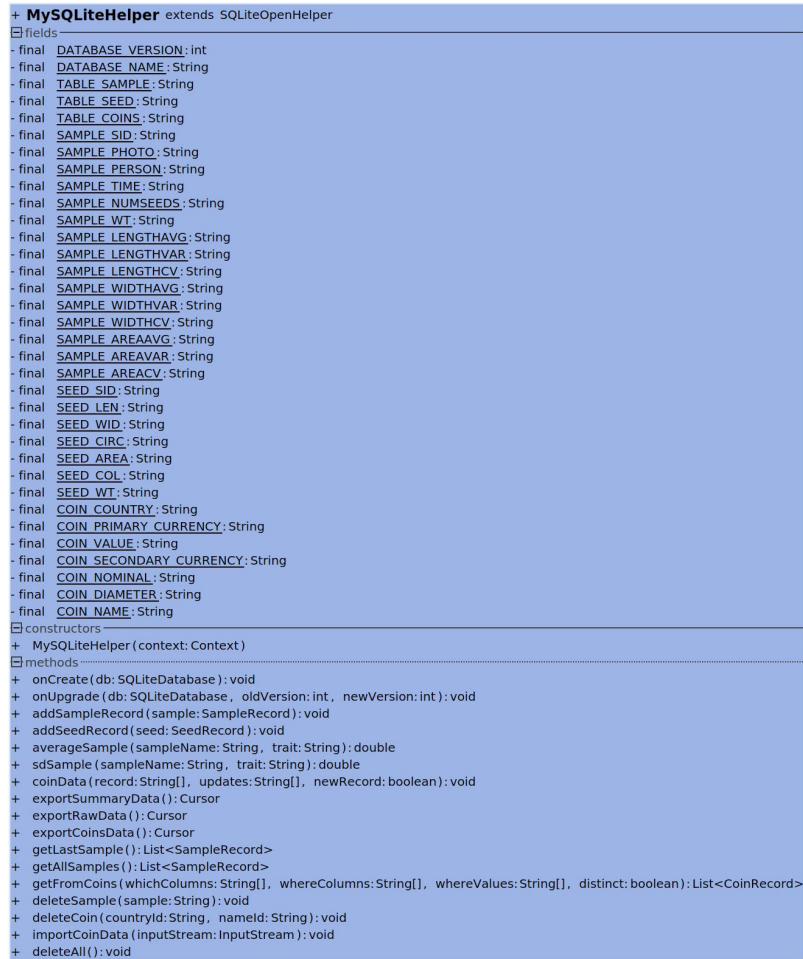 + MySQLiteHelper extends SQLiteOpenHelper
fields
- final DATABASE_VERSION: int
- final DATABASE_NAME: String
- final TABLE_SAMPLE: String
- final TABLE_SEED: String
- final TABLE_COINS: String
- final SAMPLE_SID: String
- final SAMPLE_PHOTO: String
- final SAMPLE_PERSON: String
- final SAMPLE_TIME: String
- final SAMPLE_NUMSEEDS: String
- final SAMPLE_WT: String
- final SAMPLE_LENGTHAVG: String
- final SAMPLE_LENGTHVAR: String
- final SAMPLE_LENGTHCV: String
- final SAMPLE_WIDTHAVG: String
- final SAMPLE_WIDTHVAR: String
- final SAMPLE_WIDTHCV: String
- final SAMPLE_AREAAVG: String
- final SAMPLE_AREAVAR: String
- final SAMPLE_AREACV: String
- final SEED_SID: String
- final SEED_LEN: String
- final SEED_WID: String
- final SEED_CIRC: String
- final SEED_AREA: String
- final SEED_COL: String
- final SEED_WT: String
- final COIN_COUNTRY: String
- final COIN_PRIMARY_CURRENCY: String
- final COIN_VALUE: String
- final COIN_SECONDARY_CURRENCY: String
- final COIN_NOMINAL: String
- final COIN_DIAMETER: String
- final COIN_NAME: String
constructors
+ MySQLiteHelper(context: Context)
methods
+ onCreate(db: SQLiteDatabase): void
+ onUpgrade(db: SQLiteDatabase, oldVersion: int, newVersion: int): void
+ addSampleRecord(sample: SampleRecord): void
+ addSeedRecord(seed: SeedRecord): void
+ averageSample(sampleName: String, trait: String): double
+ sdSample(sampleName: String, trait: String): double
+ coinData(record: String[], updates: String[], newRecord: boolean): void
+ exportSummaryData(): Cursor
+ exportRawData(): Cursor
+ exportCoinsData(): Cursor
+ getLastSample(): List<SampleRecord>
+ getAllSamples(): List<SampleRecord>
+ getFromCoins(whichColumns: String[], whereColumns: String[], whereValues: String[], distinct: boolean): List<CoinRecord>
+ deleteSample(sample: String): void
+ deleteCoin(countryId: String, nameId: String): void
+ importCoinData(inputStream: InputStream): void
+ deleteAll(): void